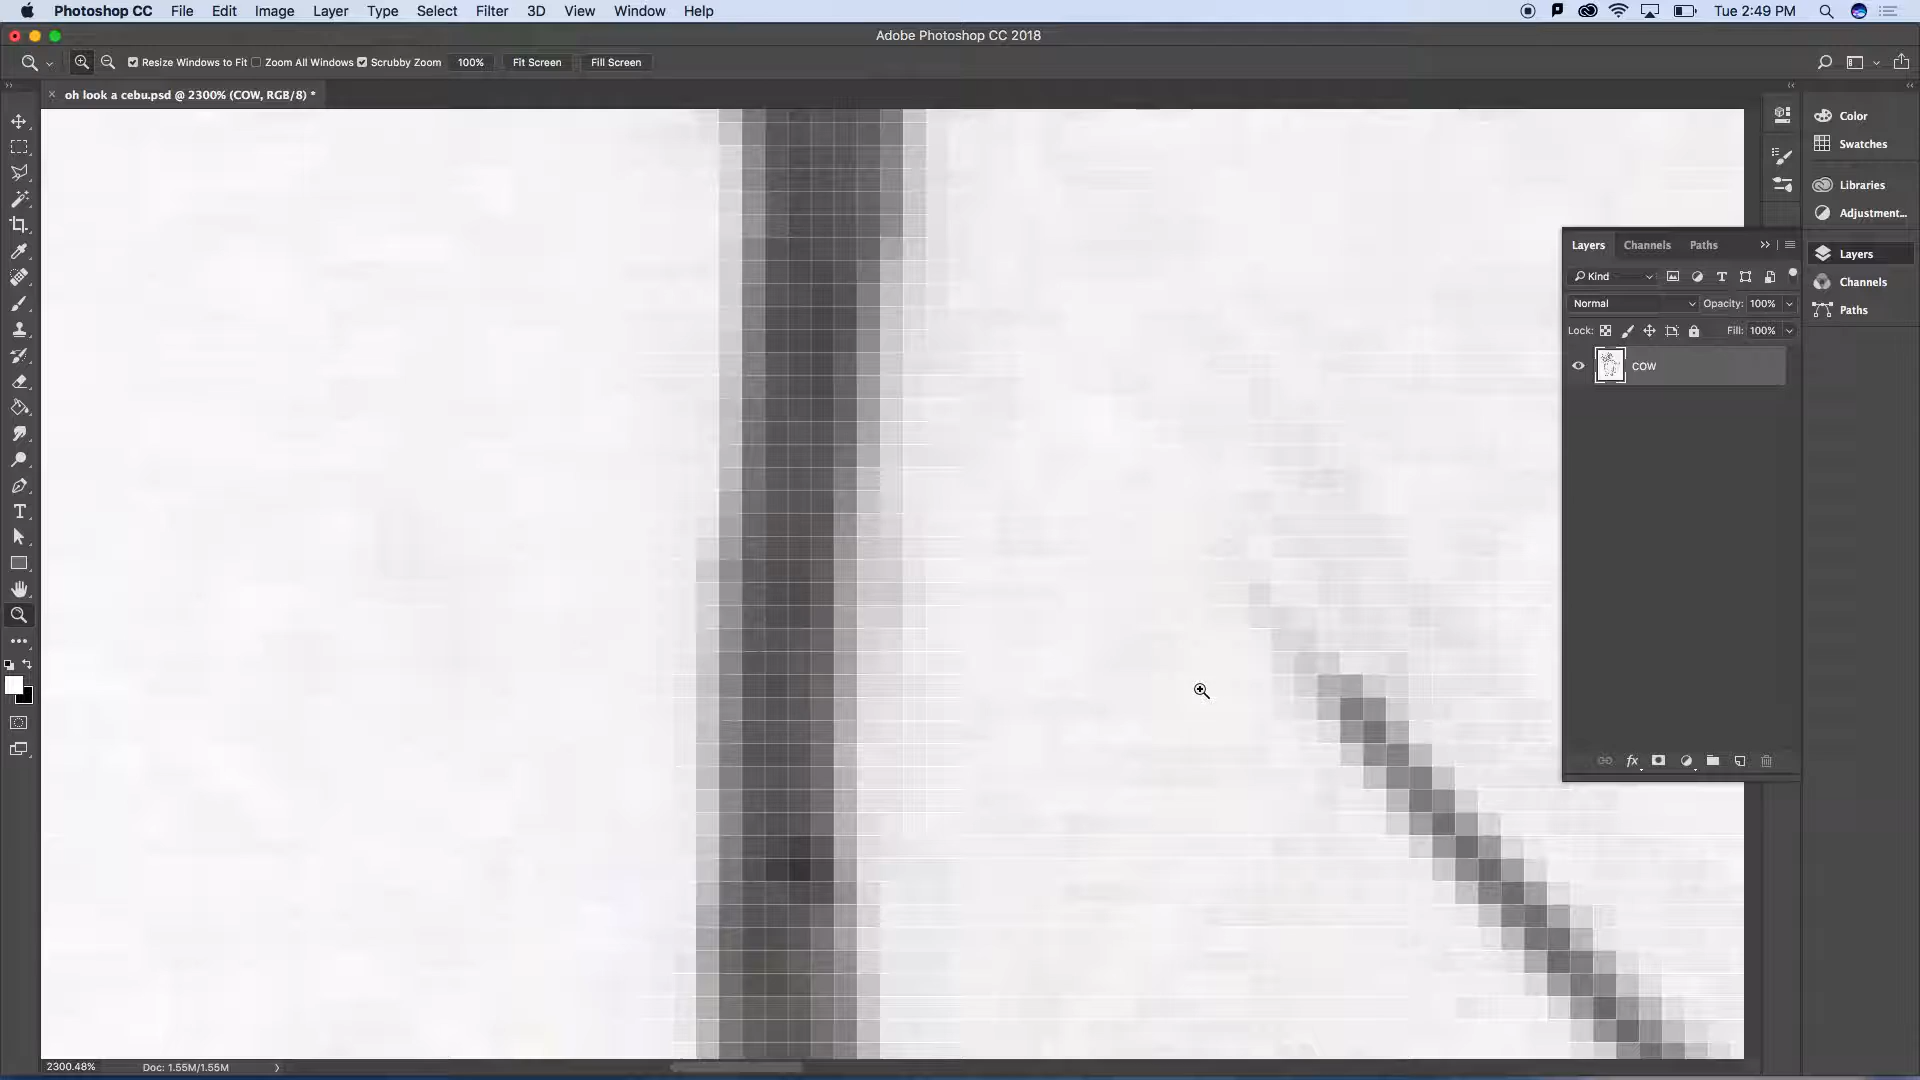 Photoshop CC File Edit Image Layer Type Select Filter 3D View Window Help Tue 2:49 PM
Adobe Photoshop CC 2018
Resize Windows to Fit Zoom All Windows Scrubby Zoom 100% Fit Screen Fill Screen
oh look a cebu.psd @ 2300% (COW, RGB/8) *
Color
Swatches
Libraries
Adjustment...
Layers
Channels
Paths
Layers Channels Paths
Kind
Normal Opacity: 100%
Lock: Fill: 100%
COW
fx
2300.48% Doc: 1.55M/1.55M